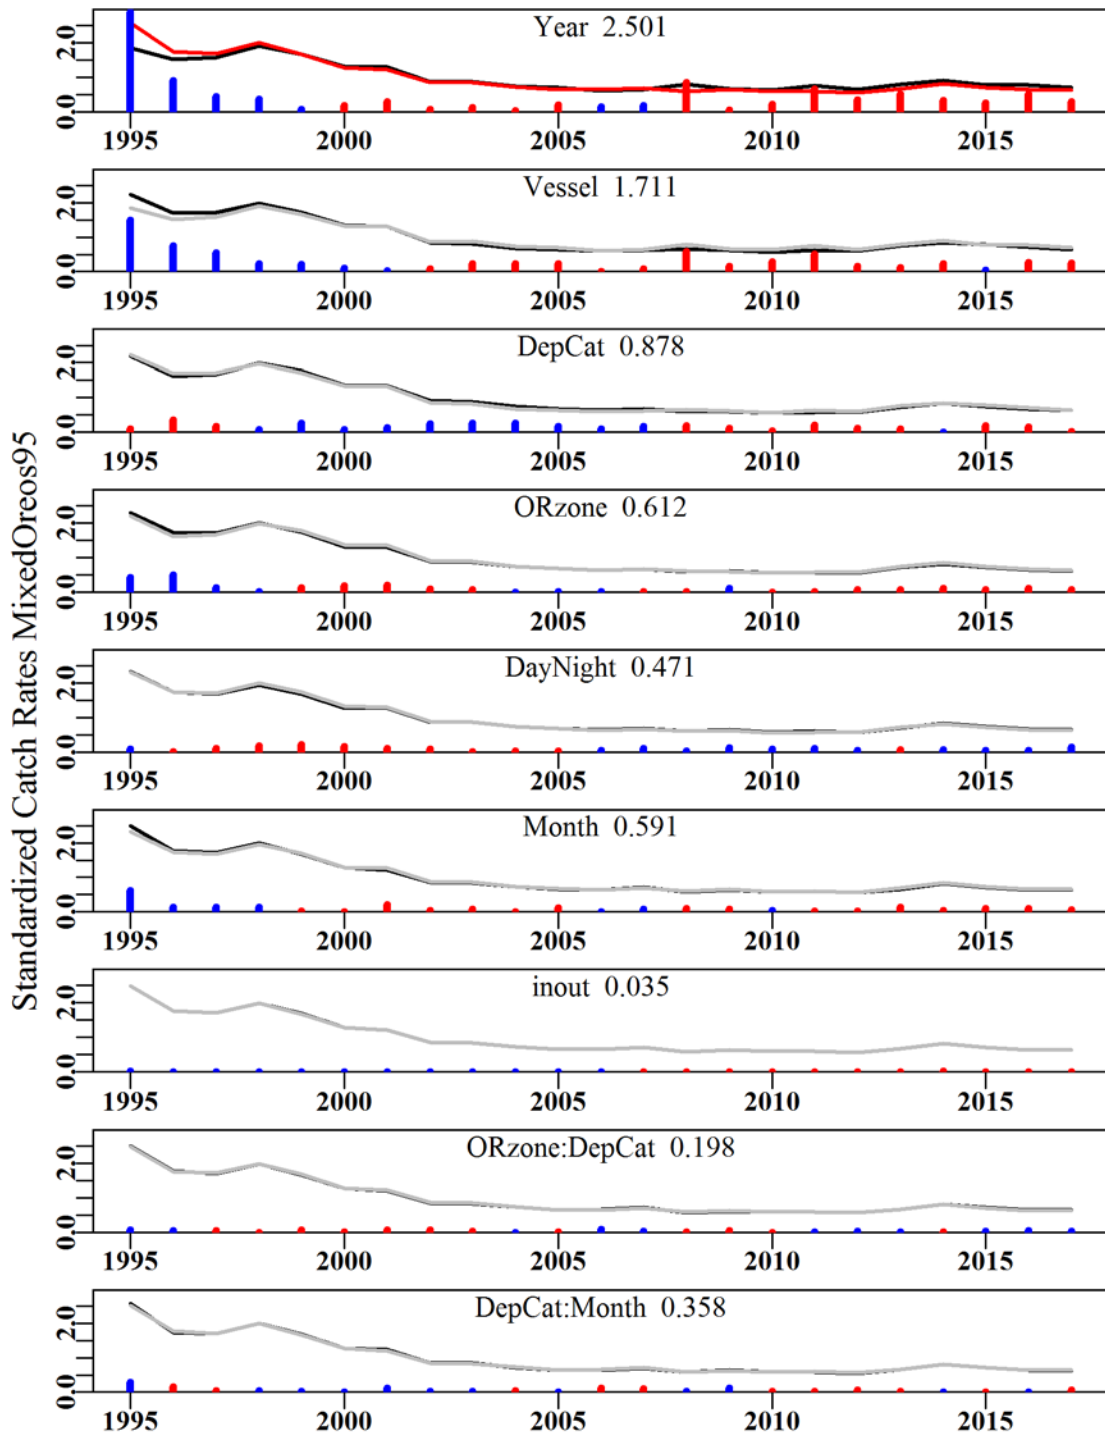 Standardized Catch Rates MixedOreos95
Year 2.501
2.0
0.0
1995 2000 2005 2010 2015
Vessel 1.711
2.0
0.0
1995 2000 2005 2010 2015
DepCat 0.878
2.0
0.0
1995 2000 2005 2010 2015
ORzone 0.612
2.0
0.0
1995 2000 2005 2010 2015
DayNight 0.471
2.0
0.0
1995 2000 2005 2010 2015
Month 0.591
2.0
0.0
1995 2000 2005 2010 2015
inout 0.035
2.0
0.0
1995 2000 2005 2010 2015
ORzone:DepCat 0.198
2.0
0.0
1995 2000 2005 2010 2015
DepCat:Month 0.358
2.0
0.0
1995 2000 2005 2010 2015